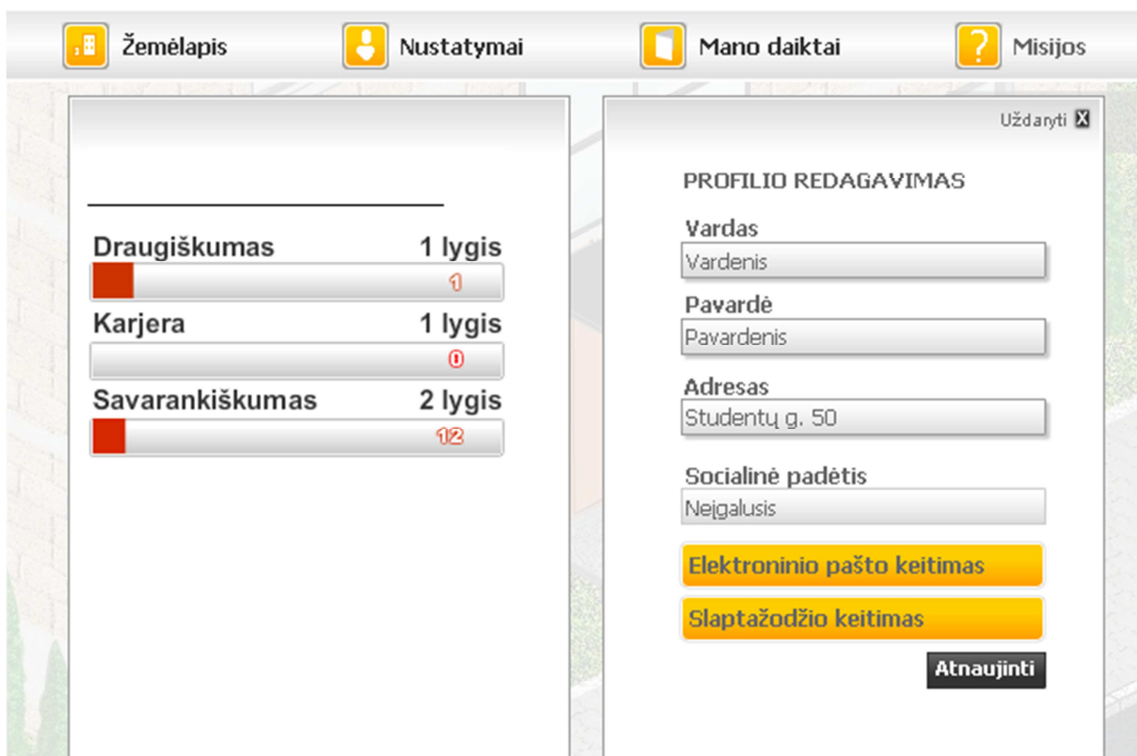 Žemėlapis
Nustatymai
Mano daiktai
Misijos
Draugiškumas 1 lygis
1
Karjera 1 lygis
0
Savarankiškumas 2 lygis
12
Uždaryti X
PROFILIO REDAGAVIMAS
Vardas
Vardenis
Pavardė
Pavardenis
Adresas
Studentų g. 50
Socialinė padėtis
Neįgalusis
Elektroninio pašto keitimas
Slaptažodžio keitimas
Atnaujinti